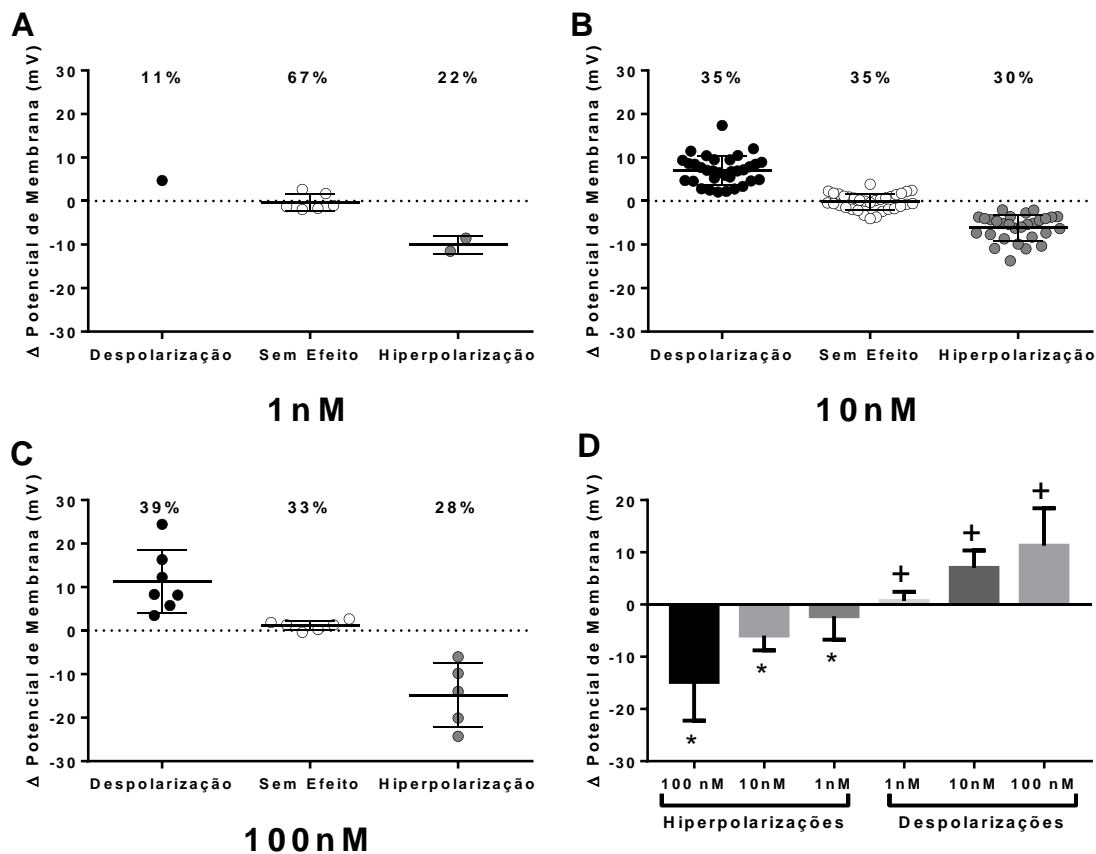 A
Δ Potencial de Membrana (mV)
30
20
10
0
-10
-20
-30
11%
67%
22%
Despolarização
Sem Efeito
Hiperpolarização
1nM
B
Δ Potencial de Membrana (mV)
30
20
10
0
-10
-20
-30
35%
35%
30%
Despolarização
Sem Efeito
Hiperpolarização
10nM
C
Δ Potencial de Membrana (mV)
30
20
10
0
-10
-20
-30
39%
33%
28%
Despolarização
Sem Efeito
Hiperpolarização
100nM
D
Δ Potencial de Membrana (mV)
20
10
0
-10
-20
-30
*
*
*
+
+
+
100 nM
10nM
1nM
1nM
10nM
100 nM
Hiperpolarizações
Despolarizações